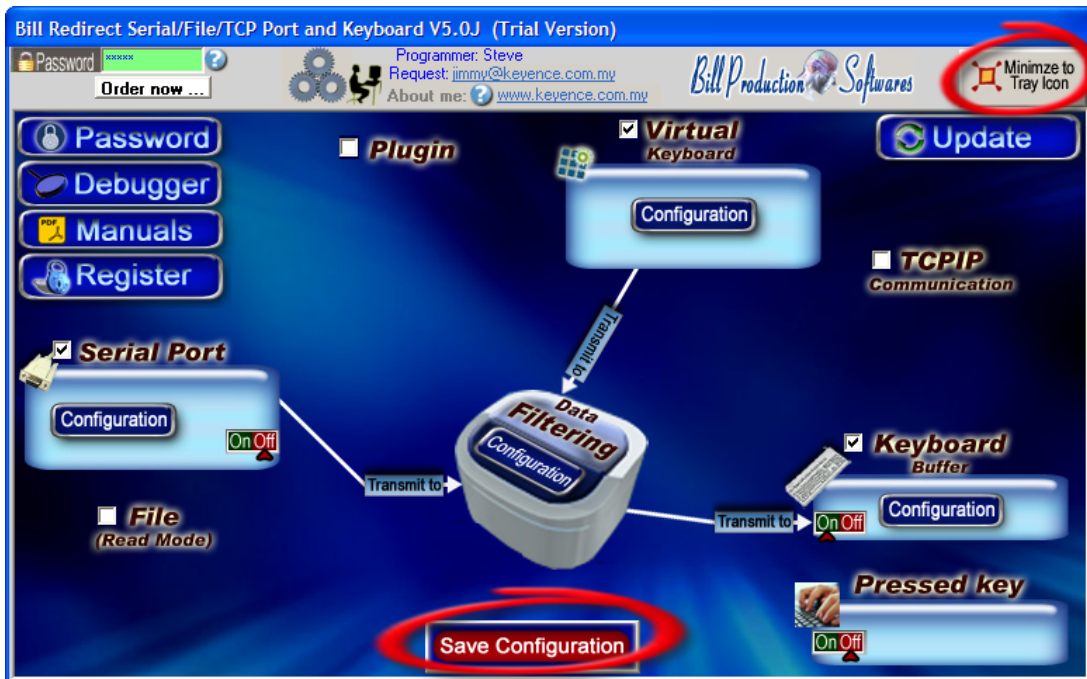 Bill Redirect Serial/File/TCP Port and Keyboard V5.0J (Trial Version)
Password *****
Order now ...
Programmer: Steve
Request: jimmy@keyence.com.my
About me: www.keyence.com.my
Bill Production Softwares
Minimze to
Tray Icon
Password
Debugger
Manuals
Register
Plugin
Virtual
Keyboard
Configuration
Update
TCPIP
Communication
Transmit to
Serial Port
Configuration
On Off
Data
Filtering
Configuration
Transmit to
Keyboard
Buffer
Configuration
Transmit to
On Off
File
(Read Mode)
Pressed key
On Off
Save Configuration